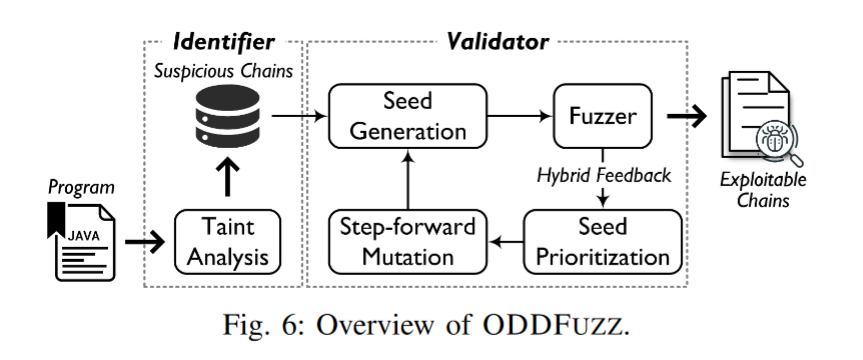 Identifier
Validator
Suspicious Chains
Seed
Generation
Fuzzer
Hybrid Feedback
Exploitable
Chains
Program
JAVA
Taint
Analysis
Step-forward
Mutation
Seed
Prioritization
Fig. 6: Overview of ODDFUZZ.